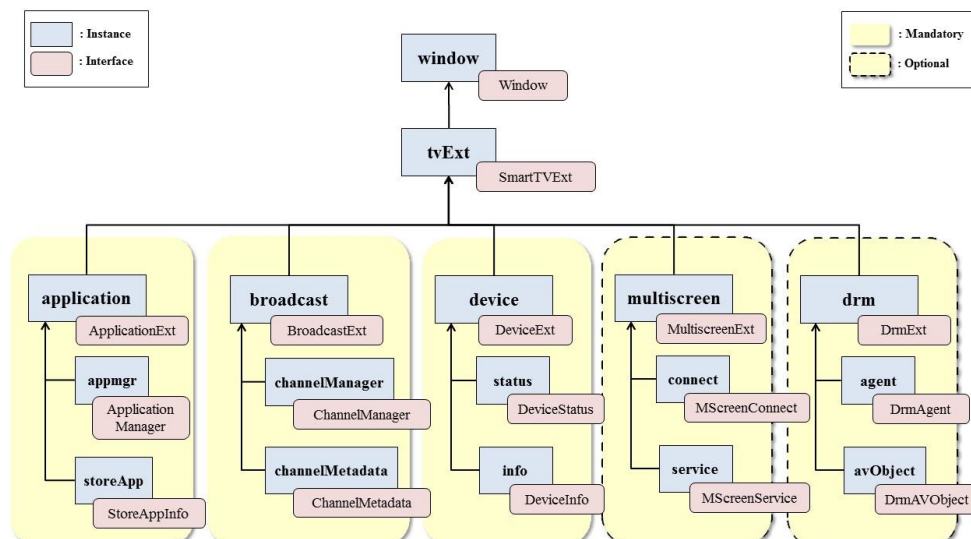 : Instance
: Interface
: Mandatory
: Optional
window
Window
tvExt
SmartTVExt
application
ApplicationExt
appmgr
Application
Manager
storeApp
StoreAppInfo
broadcast
BroadcastExt
channelManager
ChannelManager
channelMetadata
ChannelMetadata
device
DeviceExt
status
DeviceStatus
info
DeviceInfo
multiscreen
MultiscreenExt
connect
MScreenConnect
service
MScreenService
drm
DrmExt
agent
DrmAgent
avObject
DrmAVObject